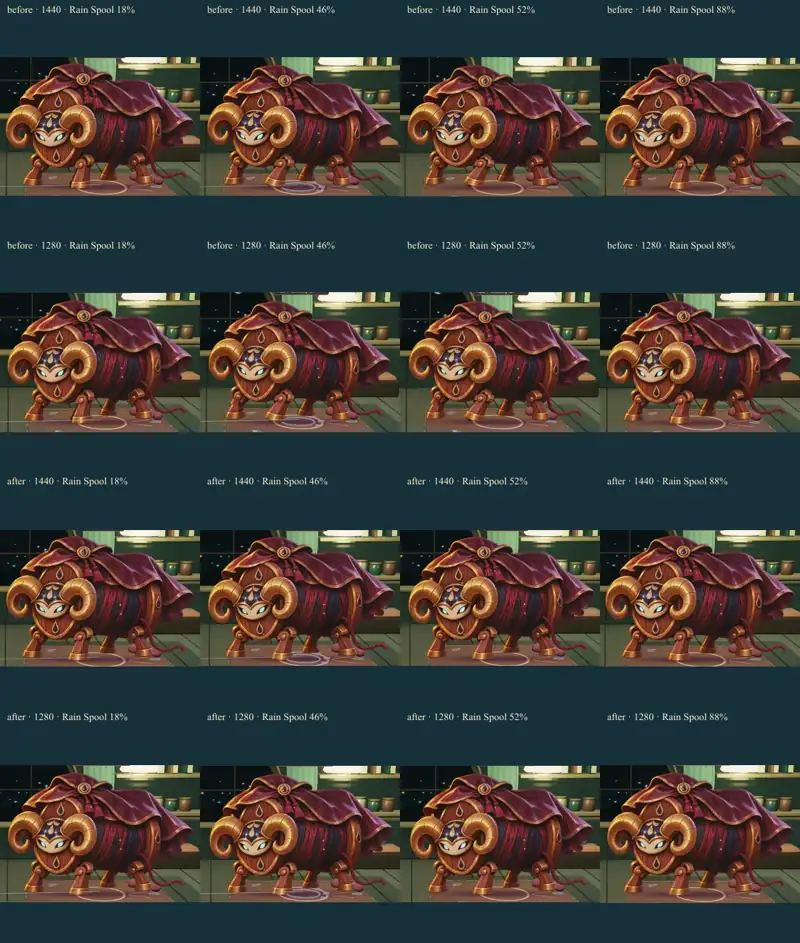 before · 1440 · Rain Spool 18%
before · 1440 · Rain Spool 46%
before · 1440 · Rain Spool 52%
before · 1440 · Rain Spool 88%
before · 1280 · Rain Spool 18%
before · 1280 · Rain Spool 46%
before · 1280 · Rain Spool 52%
before · 1280 · Rain Spool 88%
after · 1440 · Rain Spool 18%
after · 1440 · Rain Spool 46%
after · 1440 · Rain Spool 52%
after · 1440 · Rain Spool 88%
after · 1280 · Rain Spool 18%
after · 1280 · Rain Spool 46%
after · 1280 · Rain Spool 52%
after · 1280 · Rain Spool 88%